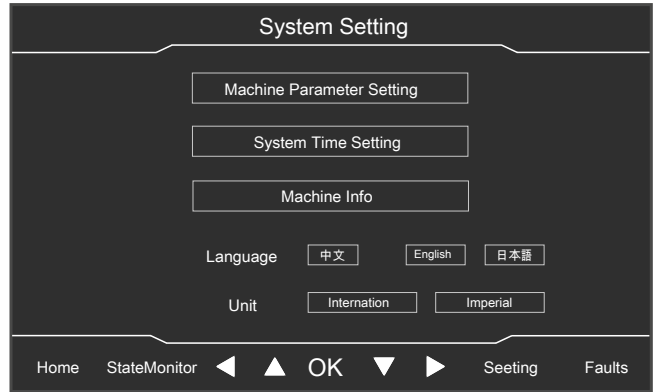 System Setting
Machine Parameter Setting
System Time Setting
Machine Info
Language 中文 English 日本語
Unit Internation Imperial
Home StateMonitor OK Seeting Faults